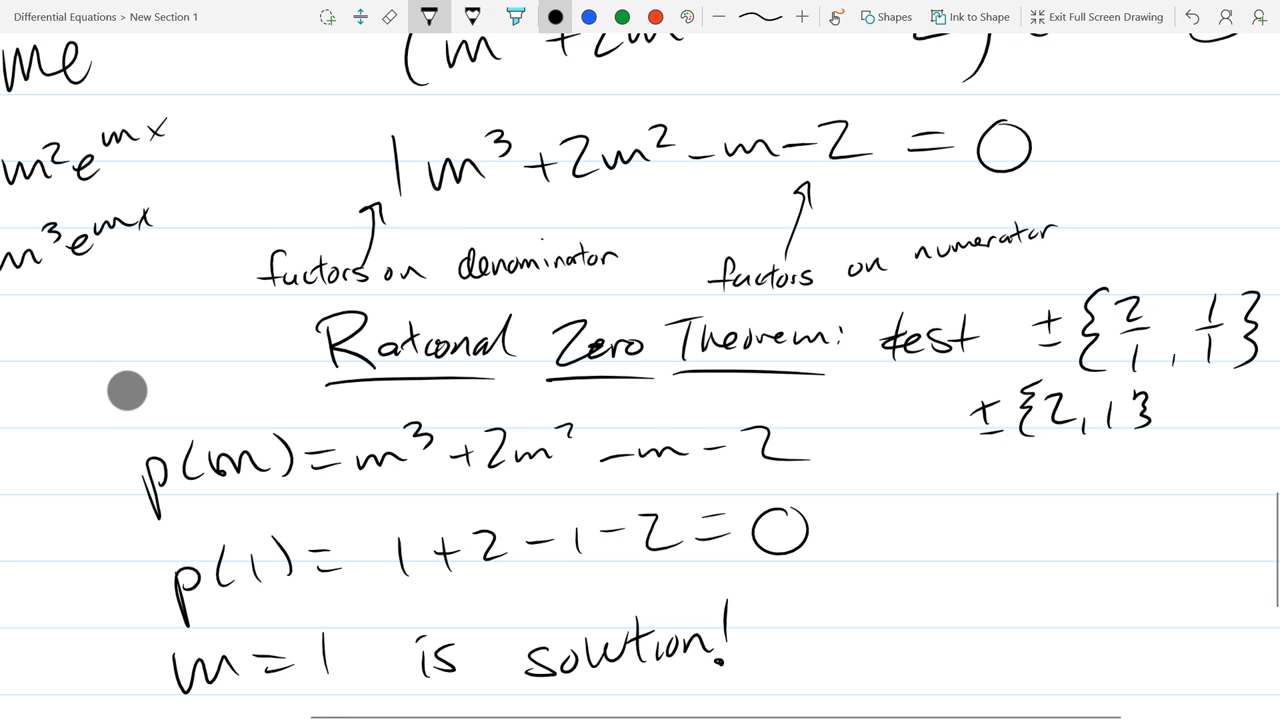 Differential Equations > New Section 1
Shapes Ink to Shape Exit Full Screen Drawing
me
(m +2m )
m²e^{mx}
1m³+2m²-m-2=0
m³e^{mx}
factors on denominator
factors on numerator
Rational Zero Theorem: test ±{2/1, 1/1}
±{2,1}
p(m)=m³+2m²-m-2
p(1)=1+2-1-2=0
m=1 is solution!